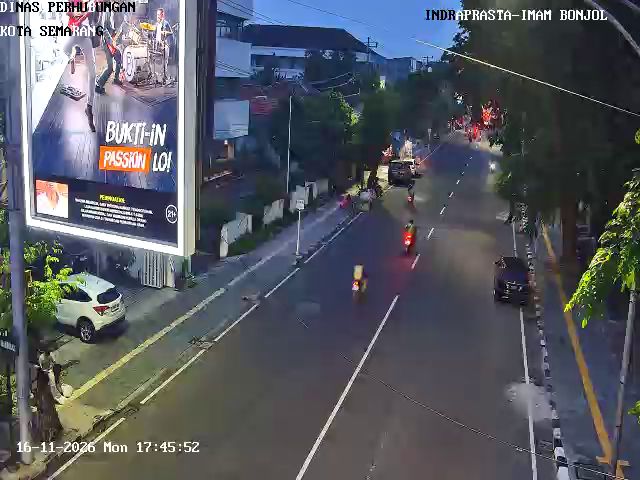 DINAS PERHUBUNGAN
KOTA SEMARANG
INDRAPRASTA-IMAM BONJOL
BUKTI-IN
PASSION LO!
PERINGATAN:
21+
16-11-2026 Mon 17:45:52